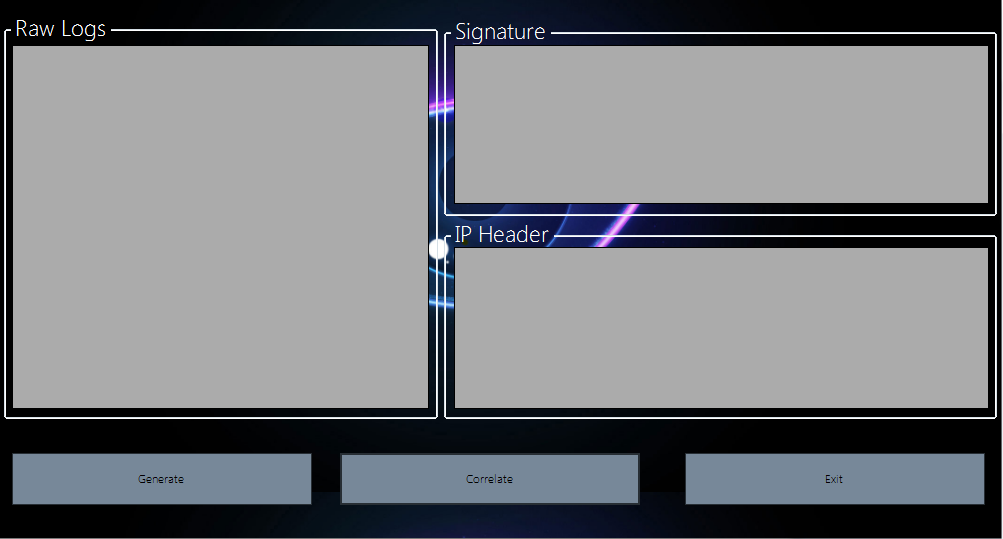 Raw Logs
Signature
IP Header
Generate
Correlate
Exit